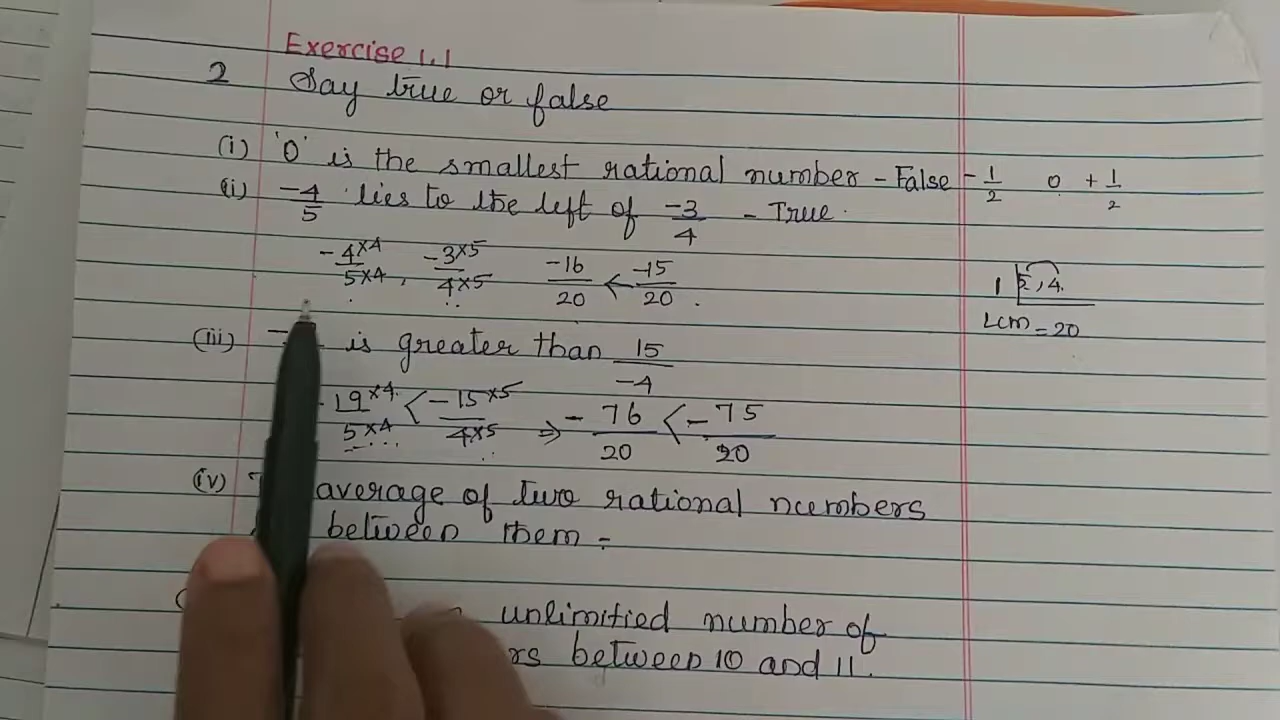 Exercise 1.1
2 Say true or false
(i) '0' is the smallest rational number - False -1/2 0 +1/2
(i) -4/5 lies to the left of -3/4 - True.
-4×4/5×4, -3×5/4×5 -16/20 < -15/20.
1 | 5, 4
Lcm = 20
(iii) is greater than 15/-4
19×4/5×4 < -15×5/4×5 ⇒ -76/20 < -75/20
(iv) average of two rational numbers
between them -
unlimitied number of
between 10 and 11.